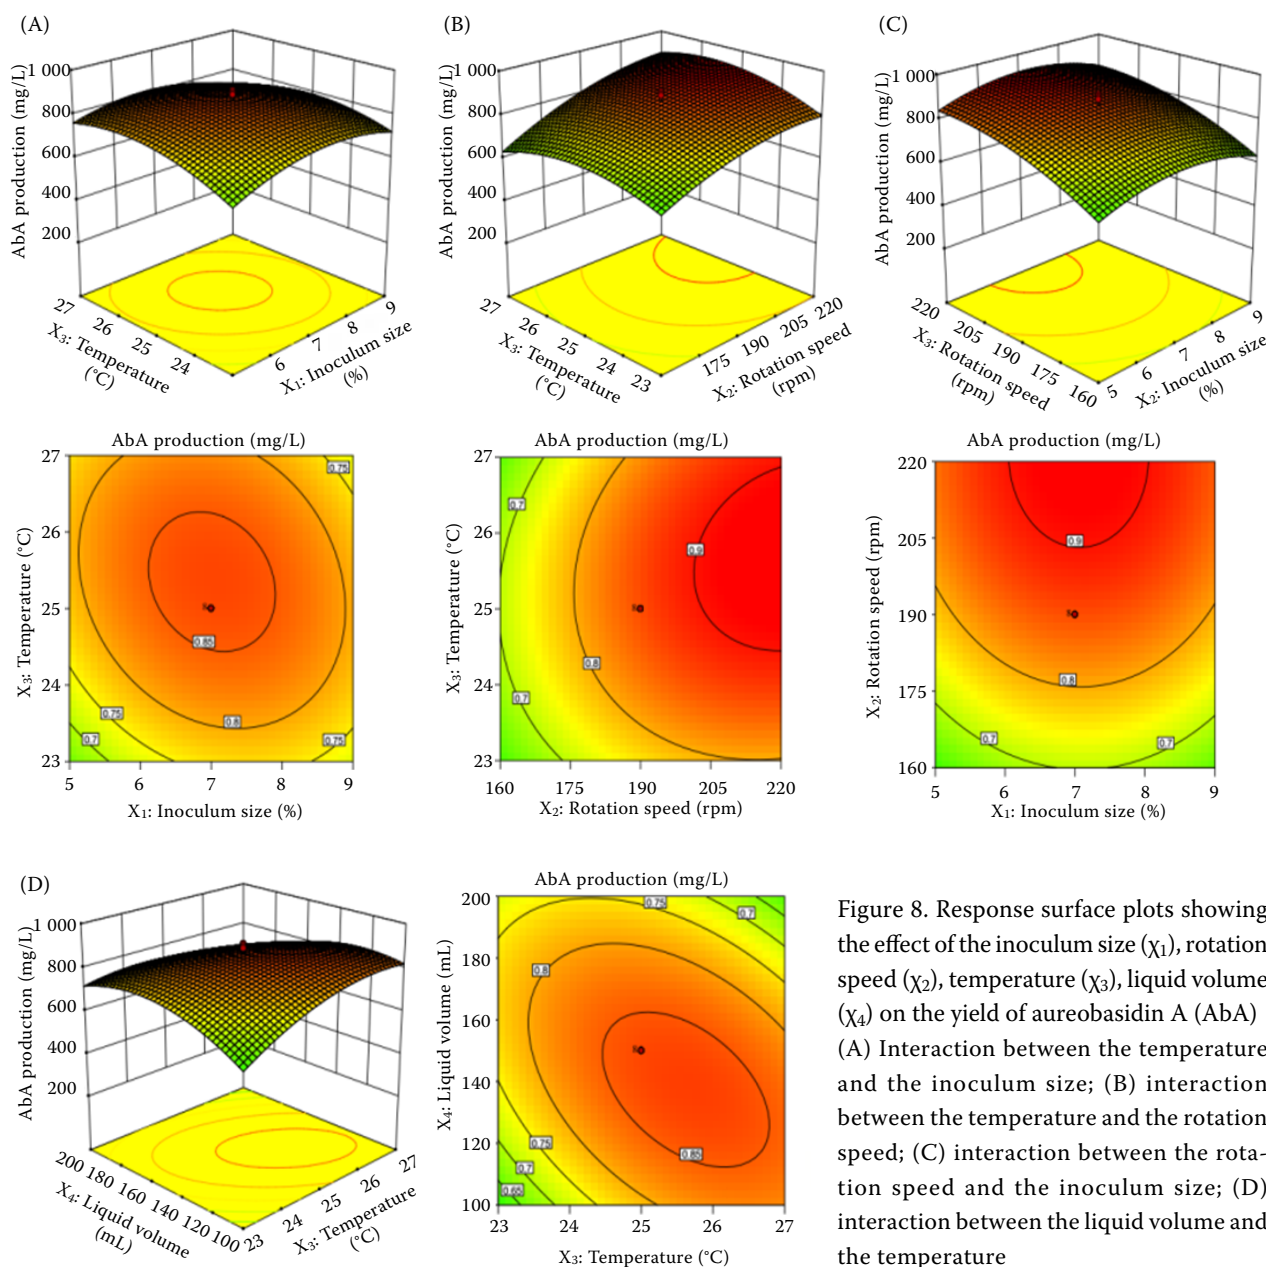 (A)
1 000
800
600
400
200
AbA production (mg/L)
27
26
25
24
X3: Temperature
(°C)
6
7
8
9
X1: Inoculum size
(%)
(B)
1 000
800
600
400
200
AbA production (mg/L)
27
26
25
24
23
X3: Temperature
(°C)
175
190
205
220
X2: Rotation speed
(rpm)
(C)
1 000
800
600
400
200
AbA production (mg/L)
220
205
190
175
160
X3: Rotation speed
(rpm)
5
6
7
8
9
X2: Inoculum size
(%)
AbA production (mg/L)
27
26
25
24
23
X3: Temperature (°C)
0.75
0.85
0.8
0.75
0.7
0.75
5
6
7
8
9
X1: Inoculum size (%)
AbA production (mg/L)
27
26
25
24
23
X3: Temperature (°C)
0.7
0.9
0.8
0.7
160
175
190
205
220
X2: Rotation speed (rpm)
AbA production (mg/L)
220
205
190
175
160
X2: Rotation speed (rpm)
0.9
0.8
0.7
0.7
5
6
7
8
9
X1: Inoculum size (%)
(D)
1 000
800
600
400
200
AbA production (mg/L)
200
180
160
140
120
100
X4: Liquid volume
(mL)
23
24
25
26
27
X3: Temperature
(°C)
AbA production (mg/L)
200
180
160
140
120
100
X4: Liquid volume (mL)
0.75
0.7
0.8
0.85
0.75
0.7
0.65
23
24
25
26
27
X3: Temperature (°C)
Figure 8. Response surface plots showing
the effect of the inoculum size (χ1), rotation
speed (χ2), temperature (χ3), liquid volume
(χ4) on the yield of aureobasidin A (AbA)
(A) Interaction between the temperature
and the inoculum size; (B) interaction
between the temperature and the rotation
speed; (C) interaction between the rota-
tion speed and the inoculum size; (D)
interaction between the liquid volume and
the temperature